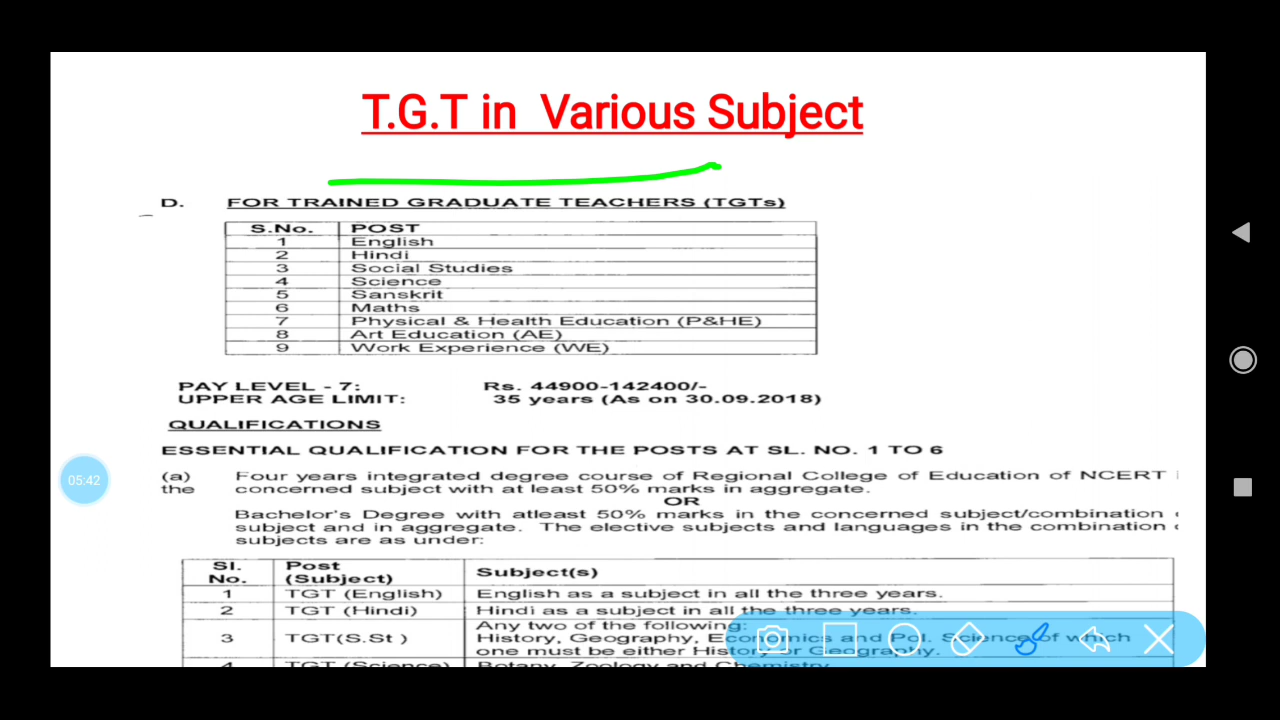 T.G.T in Various Subject
D. FOR TRAINED GRADUATE TEACHERS (TGTs)
S.No. POST
1 English
2 Hindi
3 Social Studies
4 Science
5 Sanskrit
6 Maths
7 Physical & Health Education (P&HE)
8 Art Education (AE)
9 Work Experience (WE)
PAY LEVEL - 7: Rs. 44900-142400/-
UPPER AGE LIMIT: 35 years (As on 30.09.2018)
QUALIFICATIONS
ESSENTIAL QUALIFICATION FOR THE POSTS AT SL. NO. 1 TO 6
05:42
(a) Four years integrated degree course of Regional College of Education of NCERT
the concerned subject with at least 50% marks in aggregate.
OR
Bachelor's Degree with atleast 50% marks in the concerned subject/combination
subject and in aggregate. The elective subjects and languages in the combination
subjects are as under:
Sl. No. Post (Subject) Subject(s)
1 TGT (English) English as a subject in all the three years.
2 TGT (Hindi) Hindi as a subject in all the three years.
3 TGT(S.St ) Any two of the following:
History, Geography, Economics and Pol. Science of which
one must be either History or Geography.
4 TGT (Science) Botany, Zoology and Chemistry